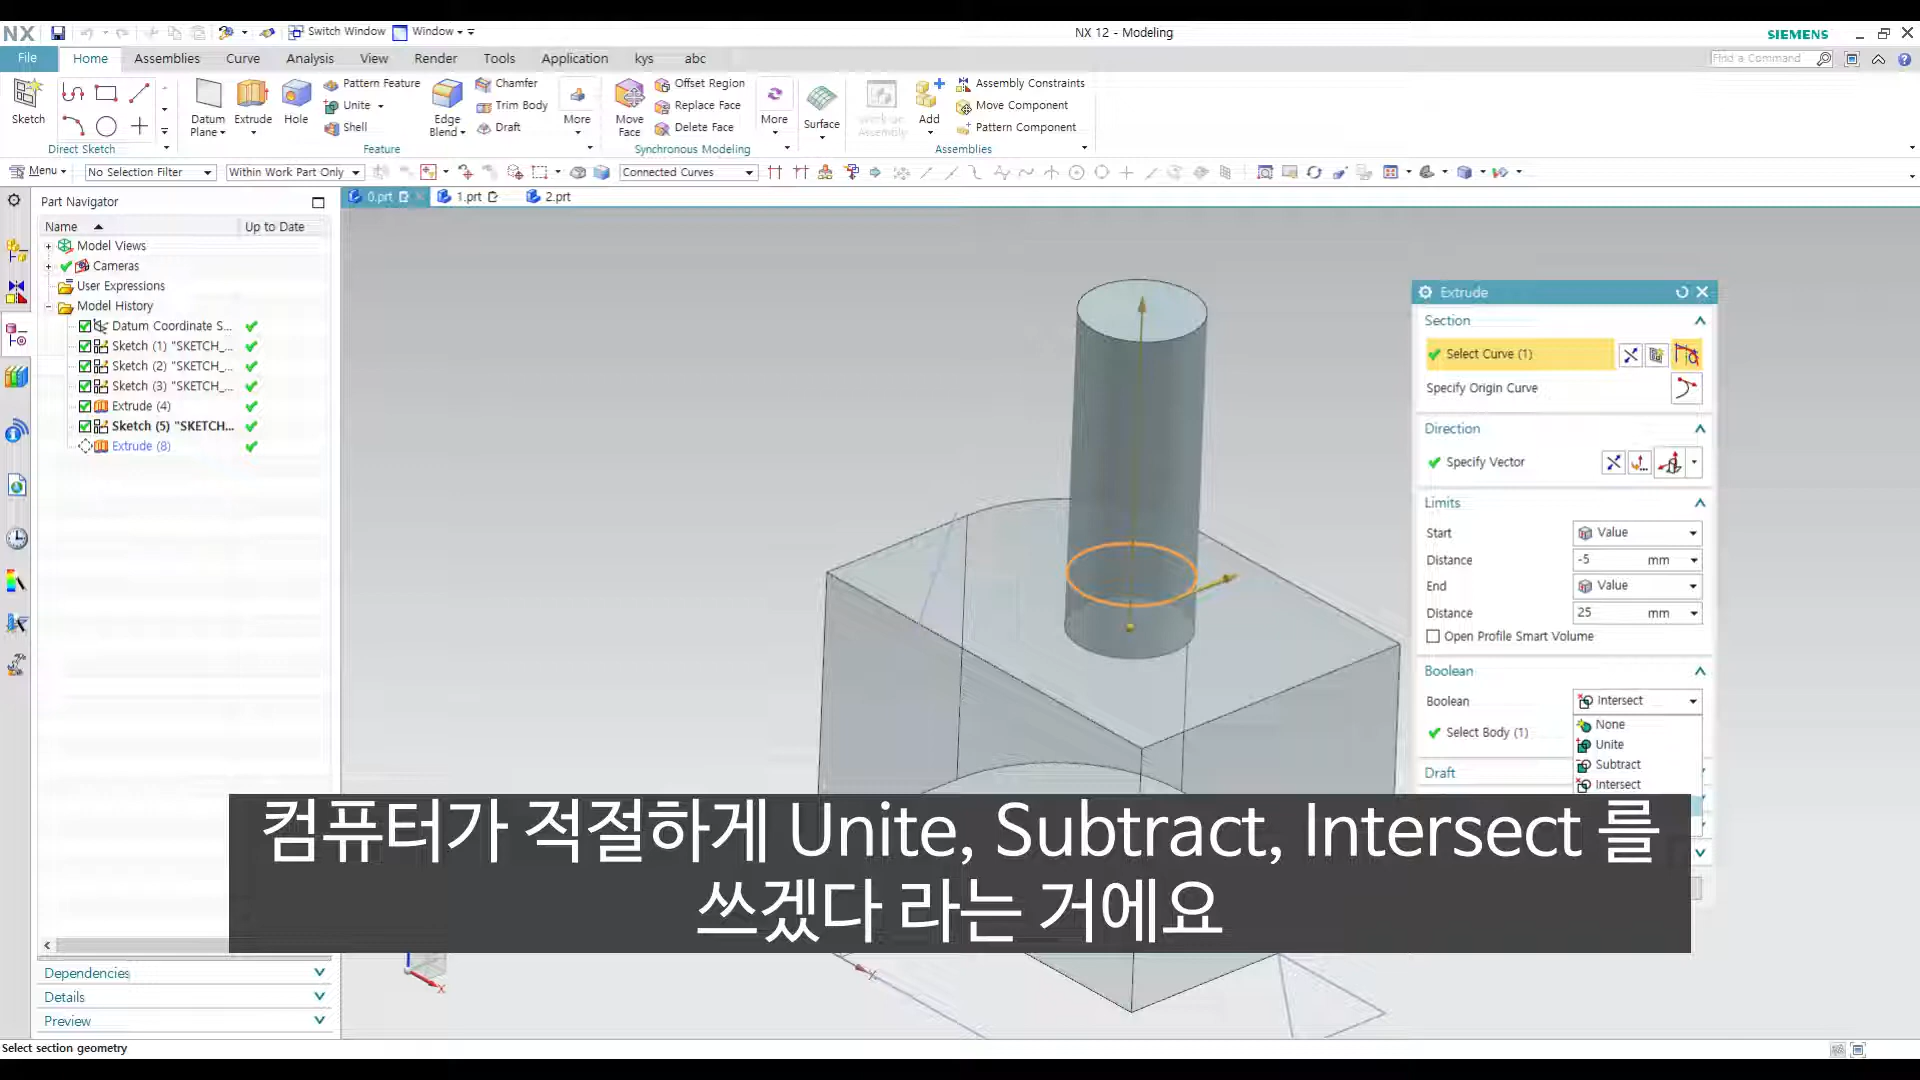 NX
Switch Window
Window
NX 12 - Modeling
SIEMENS
File
Home
Assemblies
Curve
Analysis
View
Render
Tools
Application
kys
abc
Find a Command
Sketch
Direct Sketch
Datum Plane
Extrude
Hole
Pattern Feature
Unite
Shell
Edge Blend
Chamfer
Trim Body
Draft
More
Feature
Move Face
Offset Region
Replace Face
Delete Face
More
Synchronous Modeling
Surface
Work on Assembly
Add
Assembly Constraints
Move Component
Pattern Component
Assemblies
Menu
No Selection Filter
Within Work Part Only
Connected Curves
Part Navigator
0.prt
1.prt
2.prt
Name
Up to Date
Model Views
Cameras
User Expressions
Model History
Datum Coordinate S...
Sketch (1) "SKETCH_...
Sketch (2) "SKETCH_...
Sketch (3) "SKETCH_...
Extrude (4)
Sketch (5) "SKETCH...
Extrude (8)
Dependencies
Details
Preview
Select section geometry
X
X
Extrude
Section
Select Curve (1)
Specify Origin Curve
Direction
Specify Vector
Limits
Start
Value
Distance
-5 mm
End
Value
Distance
25 mm
Open Profile Smart Volume
Boolean
Boolean
Intersect
None
Unite
Subtract
Intersect
Select Body (1)
Draft
컴퓨터가 적절하게 Unite, Subtract, Intersect 를
쓰겠다 라는 거에요